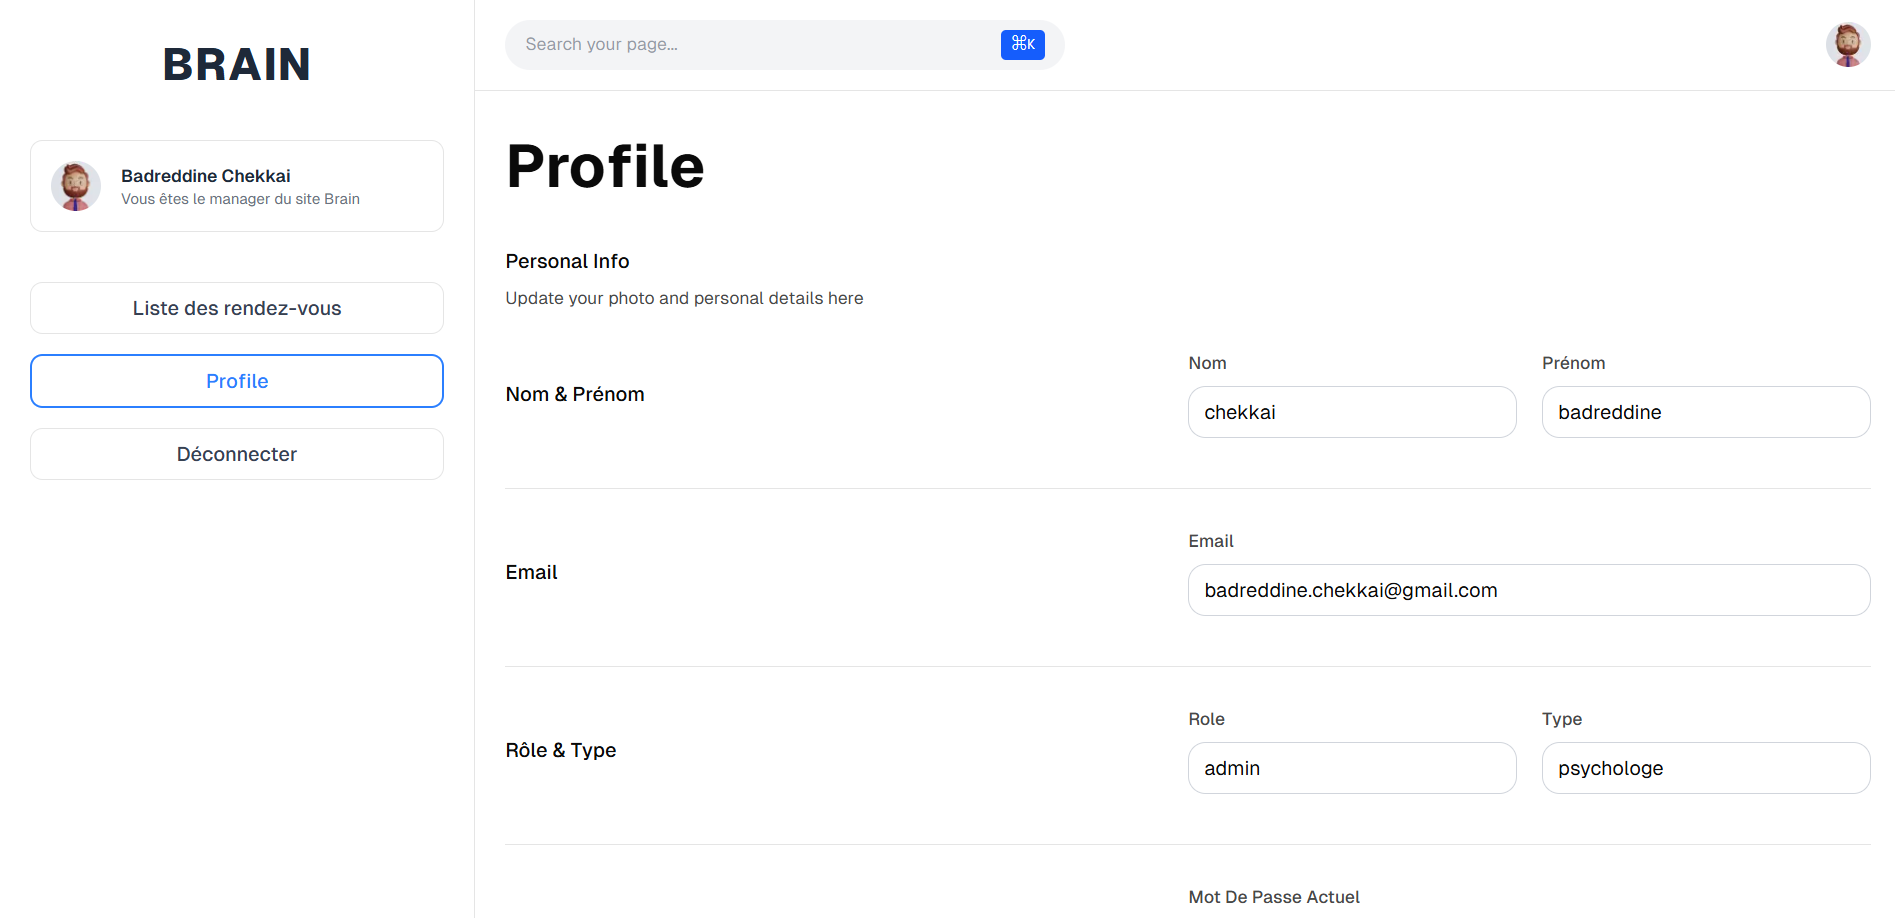 BRAIN
Badreddine Chekkai
Vous êtes le manager du site Brain
Liste des rendez-vous
Profile
Déconnecter
Search your page...
⌘K
Profile
Personal Info
Update your photo and personal details here
Nom & Prénom
Nom
chekkai
Prénom
badreddine
Email
Email
badreddine.chekkai@gmail.com
Rôle & Type
Role
admin
Type
psychologe
Mot De Passe Actuel